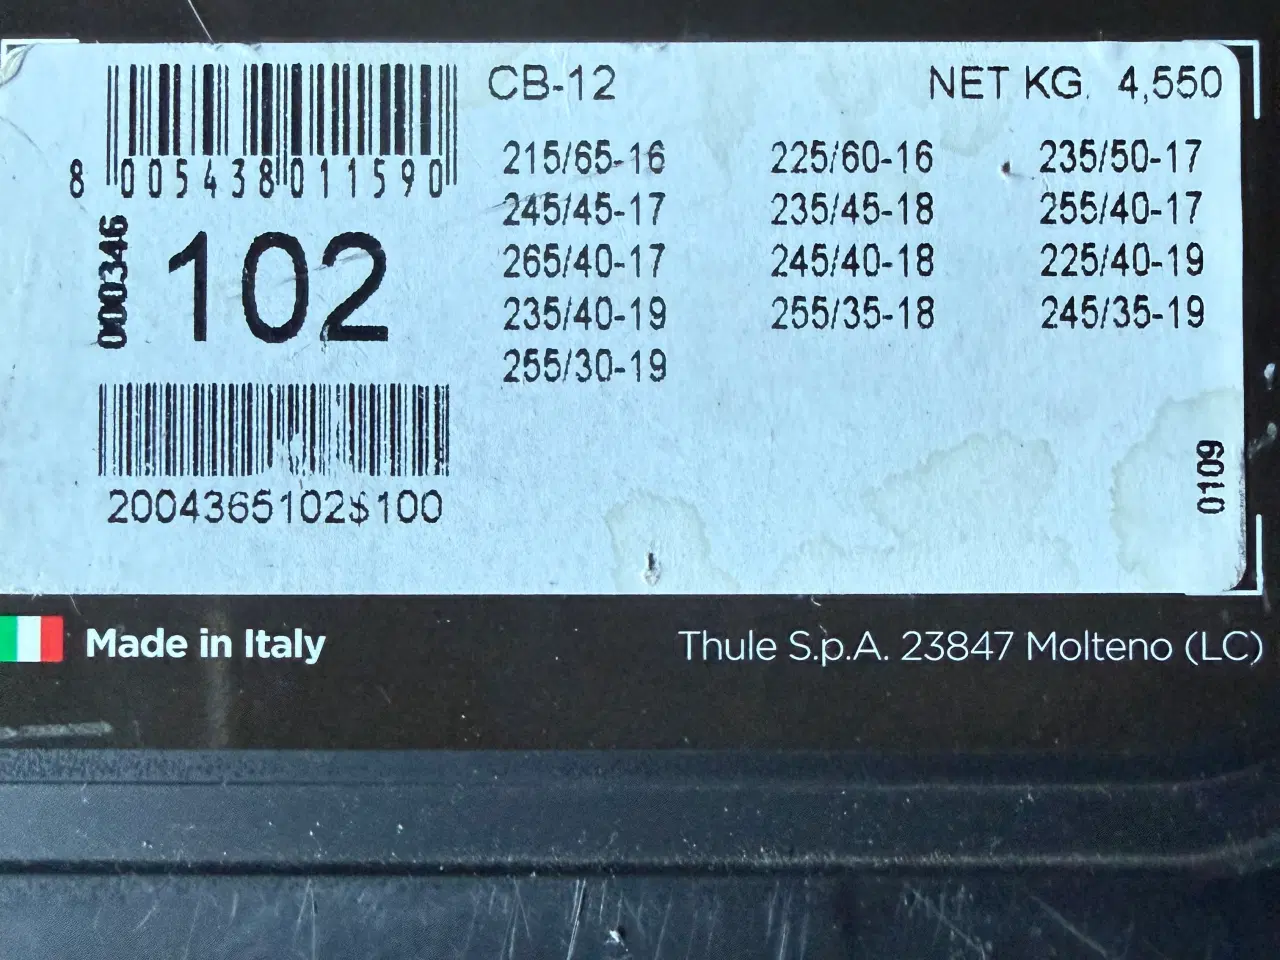 CB-12 NET KG. 4,550
8 005438 011590
215/65-16 225/60-16 235/50-17
245/45-17 235/45-18 255/40-17
265/40-17 245/40-18 225/40-19
235/40-19 255/35-18 245/35-19
255/30-19
000346
102
2004365102$100
0109
Made in Italy
Thule S.p.A. 23847 Molteno (LC)